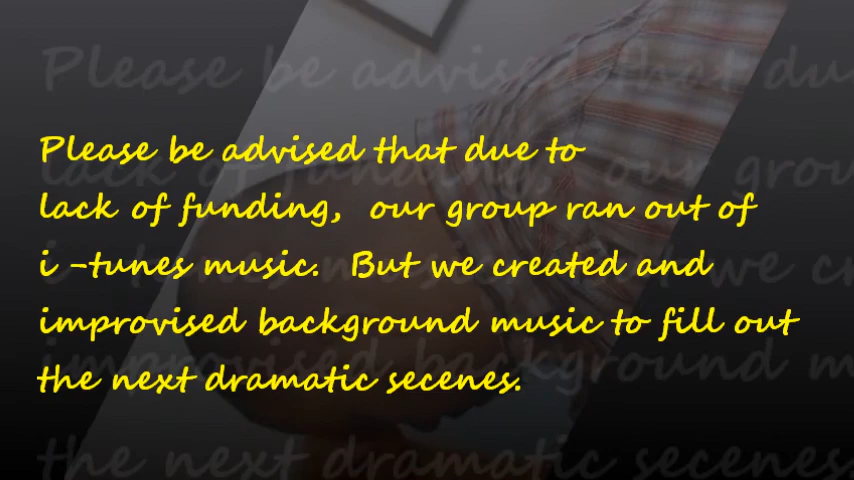 Please be advised that due to
lack of funding, our group ran out of
i -tunes music. But we created and
improvised background music to fill out
the next dramatic secenes.